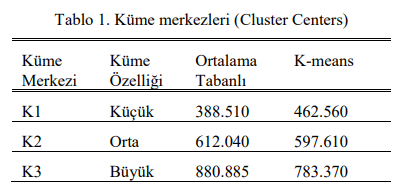 Tablo 1. Küme merkezleri (Cluster Centers)
Küme Merkezi Küme Özelliği Ortalama Tabanlı K-means
K1 Küçük 388.510 462.560
K2 Orta 612.040 597.610
K3 Büyük 880.885 783.370